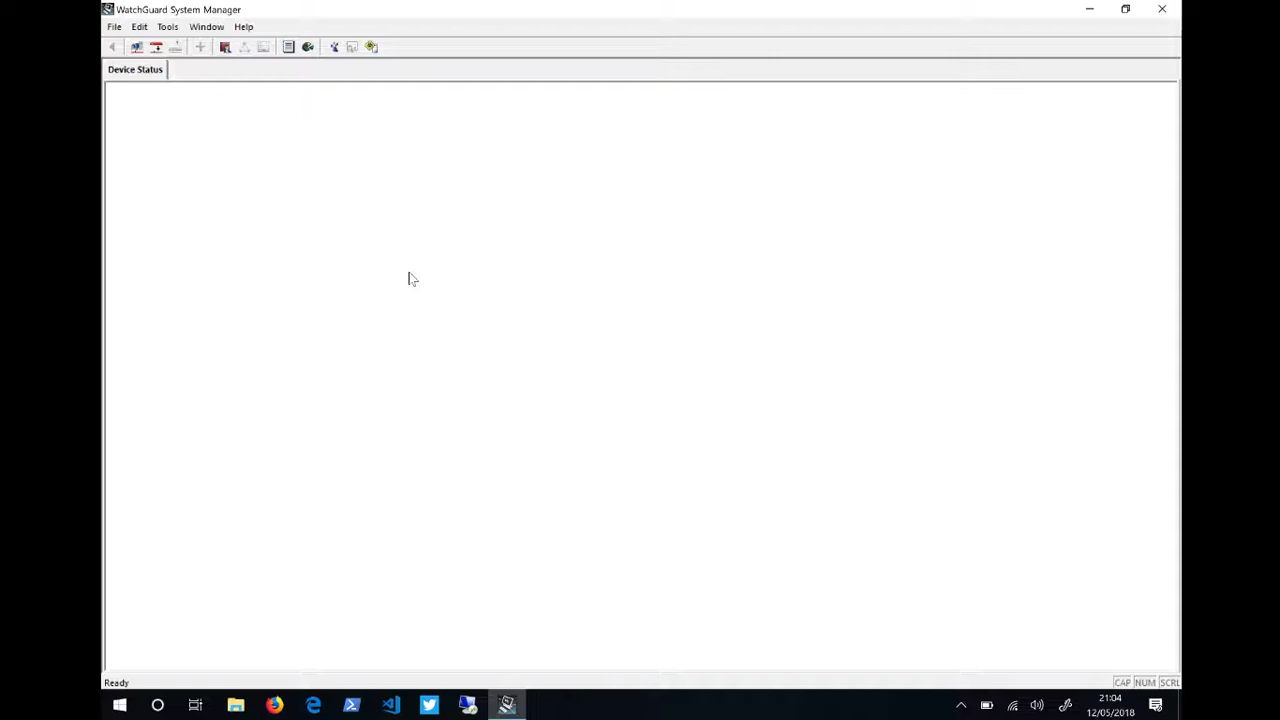 WatchGuard System Manager
File Edit Tools Window Help
Device Status
Ready
CAP NUM SCRL
21:04
12/05/2018